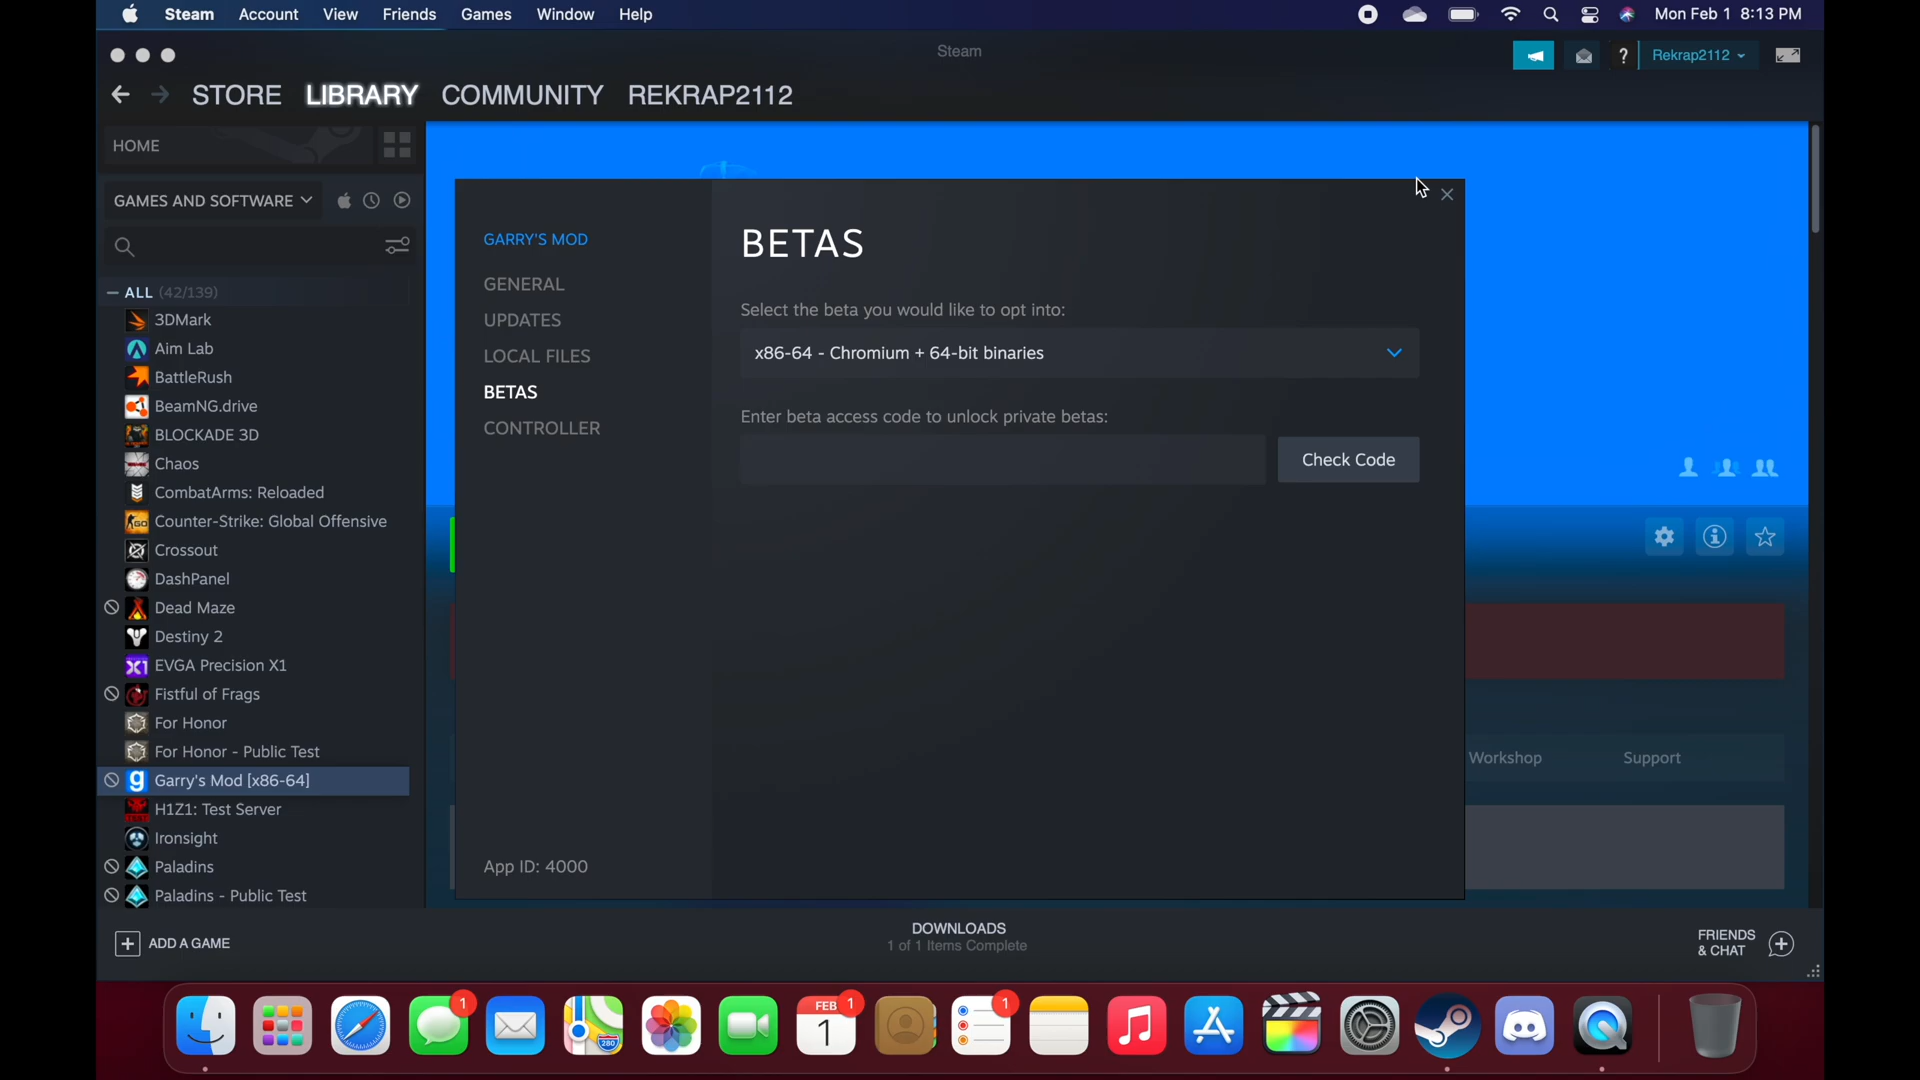 Steam Account View Friends Games Window Help Mon Feb 1 8:13 PM
Steam
? Rekrap2112
STORE LIBRARY COMMUNITY REKRAP2112
HOME
GAMES AND SOFTWARE
ALL (42/139)
3DMark
Aim Lab
BattleRush
BeamNG.drive
BLOCKADE 3D
Chaos
CombatArms: Reloaded
Counter-Strike: Global Offensive
Crossout
DashPanel
Dead Maze
Destiny 2
EVGA Precision X1
Fistful of Frags
For Honor
For Honor - Public Test
Garry's Mod [x86-64]
H1Z1: Test Server
Ironsight
Paladins
Paladins - Public Test
GARRY'S MOD
GENERAL
UPDATES
LOCAL FILES
BETAS
CONTROLLER
App ID: 4000
BETAS
Select the beta you would like to opt into:
x86-64 - Chromium + 64-bit binaries
Enter beta access code to unlock private betas:
Check Code
Workshop Support
ADD A GAME
DOWNLOADS
1 of 1 Items Complete
FRIENDS
& CHAT
1
FEB 1
1
1
280